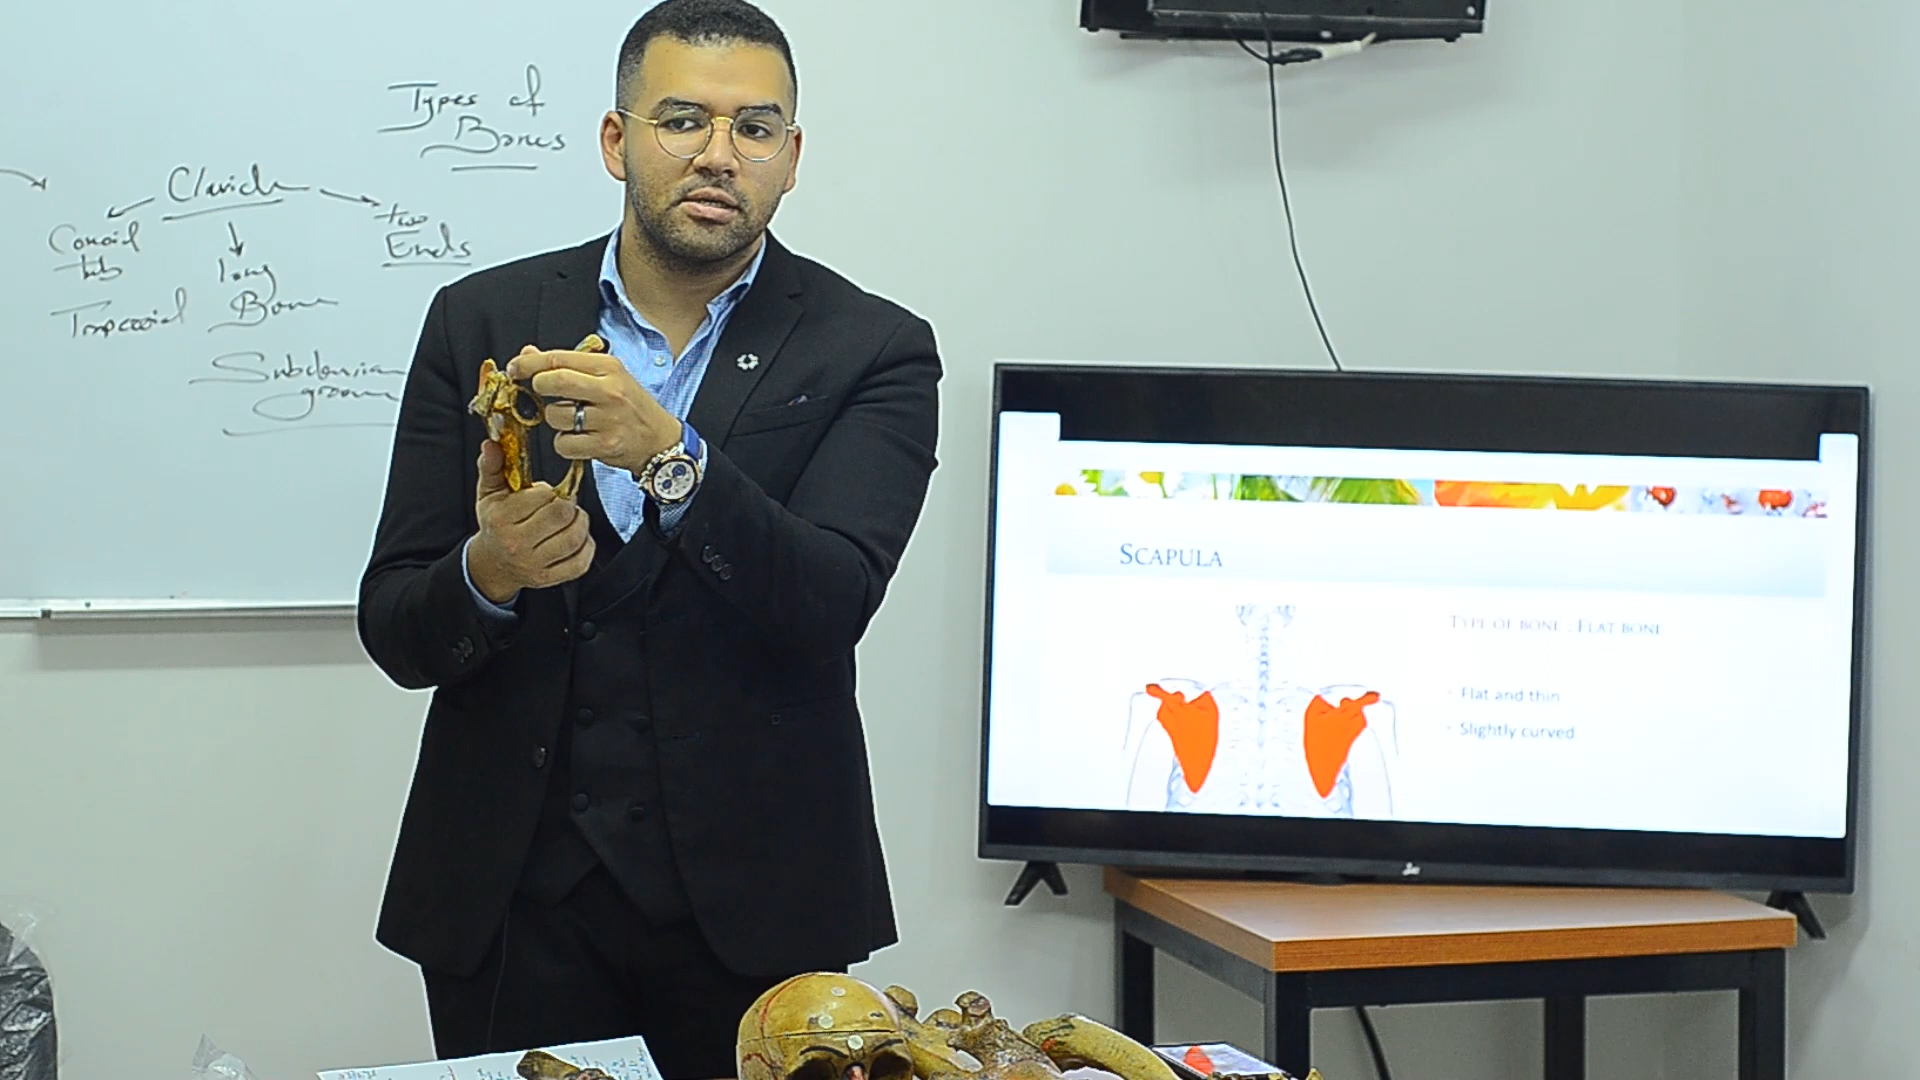 Types of
Bones
Clavicle
Conoid
tub
Trapezoid
long
Bone
two
Ends
Subclavian
groove
SCAPULA
TYPE OF BONE : FLAT BONE
Flat and thin
Slightly curved